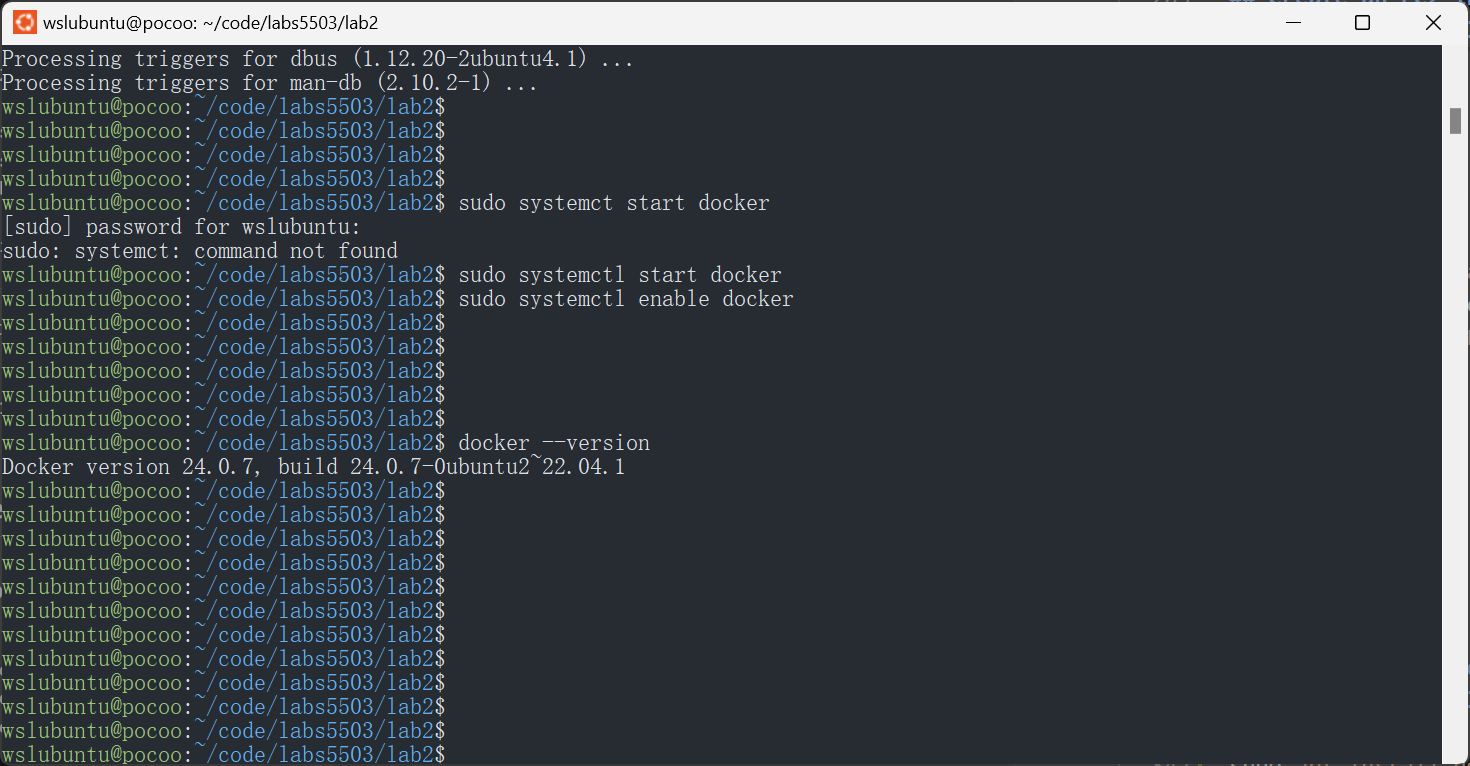 wslubuntu@pocoo: ~/code/labs5503/lab2
Processing triggers for dbus (1.12.20-2ubuntu4.1) ...
Processing triggers for man-db (2.10.2-1) ...
wslubuntu@pocoo:~/code/labs5503/lab2$
wslubuntu@pocoo:~/code/labs5503/lab2$
wslubuntu@pocoo:~/code/labs5503/lab2$
wslubuntu@pocoo:~/code/labs5503/lab2$
wslubuntu@pocoo:~/code/labs5503/lab2$ sudo systemct start docker
[sudo] password for wslubuntu:
sudo: systemct: command not found
wslubuntu@pocoo:~/code/labs5503/lab2$ sudo systemctl start docker
wslubuntu@pocoo:~/code/labs5503/lab2$ sudo systemctl enable docker
wslubuntu@pocoo:~/code/labs5503/lab2$
wslubuntu@pocoo:~/code/labs5503/lab2$
wslubuntu@pocoo:~/code/labs5503/lab2$
wslubuntu@pocoo:~/code/labs5503/lab2$
wslubuntu@pocoo:~/code/labs5503/lab2$
wslubuntu@pocoo:~/code/labs5503/lab2$ docker --version
Docker version 24.0.7, build 24.0.7-0ubuntu2~22.04.1
wslubuntu@pocoo:~/code/labs5503/lab2$
wslubuntu@pocoo:~/code/labs5503/lab2$
wslubuntu@pocoo:~/code/labs5503/lab2$
wslubuntu@pocoo:~/code/labs5503/lab2$
wslubuntu@pocoo:~/code/labs5503/lab2$
wslubuntu@pocoo:~/code/labs5503/lab2$
wslubuntu@pocoo:~/code/labs5503/lab2$
wslubuntu@pocoo:~/code/labs5503/lab2$
wslubuntu@pocoo:~/code/labs5503/lab2$
wslubuntu@pocoo:~/code/labs5503/lab2$
wslubuntu@pocoo:~/code/labs5503/lab2$
wslubuntu@pocoo:~/code/labs5503/lab2$